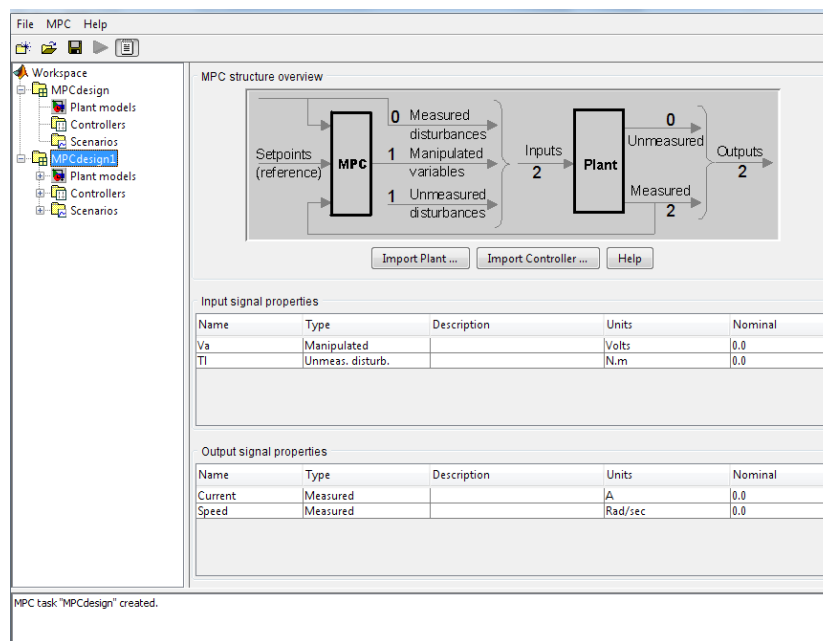 File MPC Help
Workspace
MPCdesign
Plant models
Controllers
Scenarios
MPCdesign1
Plant models
Controllers
Scenarios
MPC structure overview
Setpoints
(reference)
MPC
0 Measured
disturbances
1 Manipulated
variables
1 Unmeasured
disturbances
Inputs
2
Plant
0
Unmeasured
Measured
2
Outputs
2
Import Plant ... Import Controller ... Help
Input signal properties
Name Type Description Units Nominal
Va Manipulated Volts 0.0
Tl Unmeas. disturb. N.m 0.0
Output signal properties
Name Type Description Units Nominal
Current Measured A 0.0
Speed Measured Rad/sec 0.0
MPC task "MPCdesign" created.